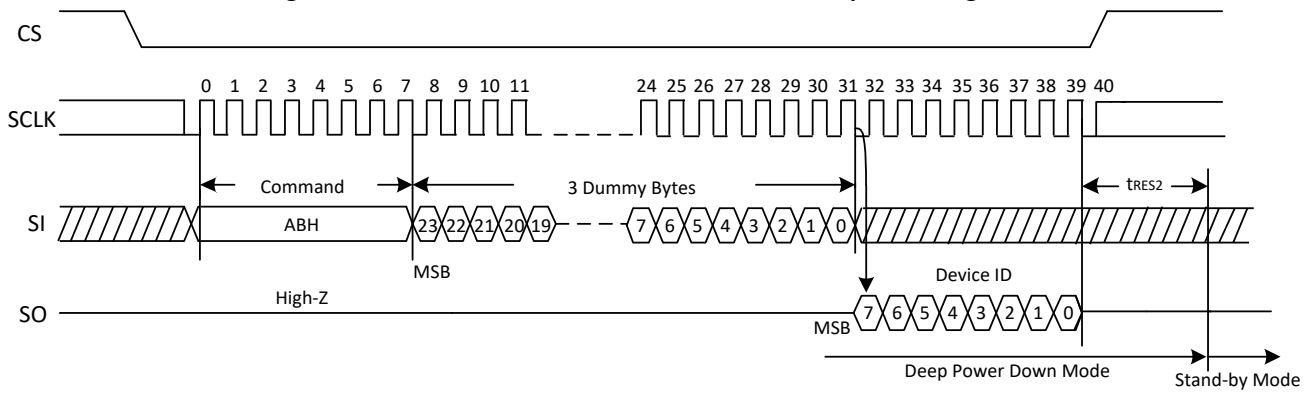 CS
0 1 2 3 4 5 6 7 8 9 10 11 24 25 26 27 28 29 30 31 32 33 34 35 36 37 38 39 40
SCLK
Command 3 Dummy Bytes tRES2
SI ABH 23 22 21 20 19 7 6 5 4 3 2 1 0
MSB Device ID
High-Z
SO 7 6 5 4 3 2 1 0
MSB
Deep Power Down Mode Stand-by Mode